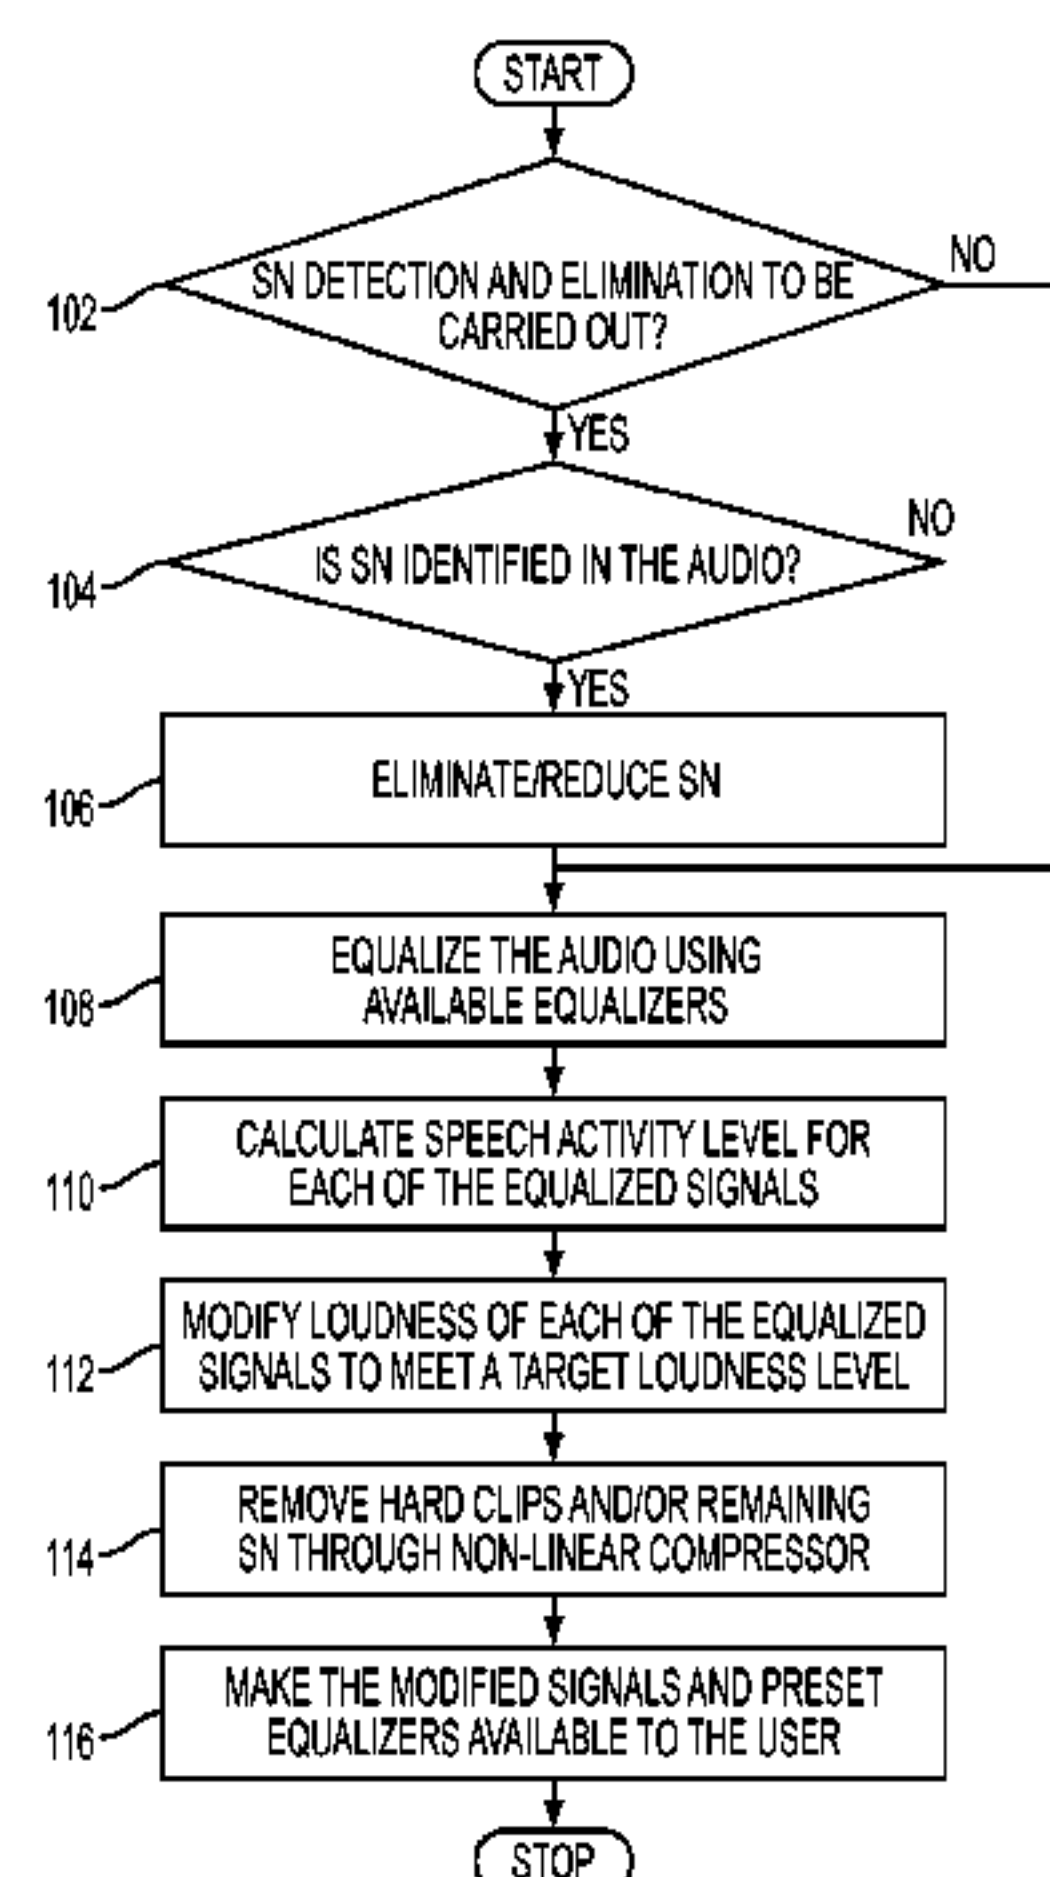 START
SN DETECTION AND ELIMINATION TO BE
CARRIED OUT?
NO
102
YES
NO
IS SN IDENTIFIED IN THE AUDIO?
104
YES
ELIMINATE/REDUCE SN
106
EQUALIZE THE AUDIO USING
AVAILABLE EQUALIZERS
108
CALCULATE SPEECH ACTIVITY LEVEL FOR
EACH OF THE EQUALIZED SIGNALS
110
MODIFY LOUDNESS OF EACH OF THE EQUALIZED
SIGNALS TO MEET A TARGET LOUDNESS LEVEL
112
REMOVE HARD CLIPS AND/OR REMAINING
SN THROUGH NON-LINEAR COMPRESSOR
114
MAKE THE MODIFIED SIGNALS AND PRESET
EQUALIZERS AVAILABLE TO THE USER
116
STOP